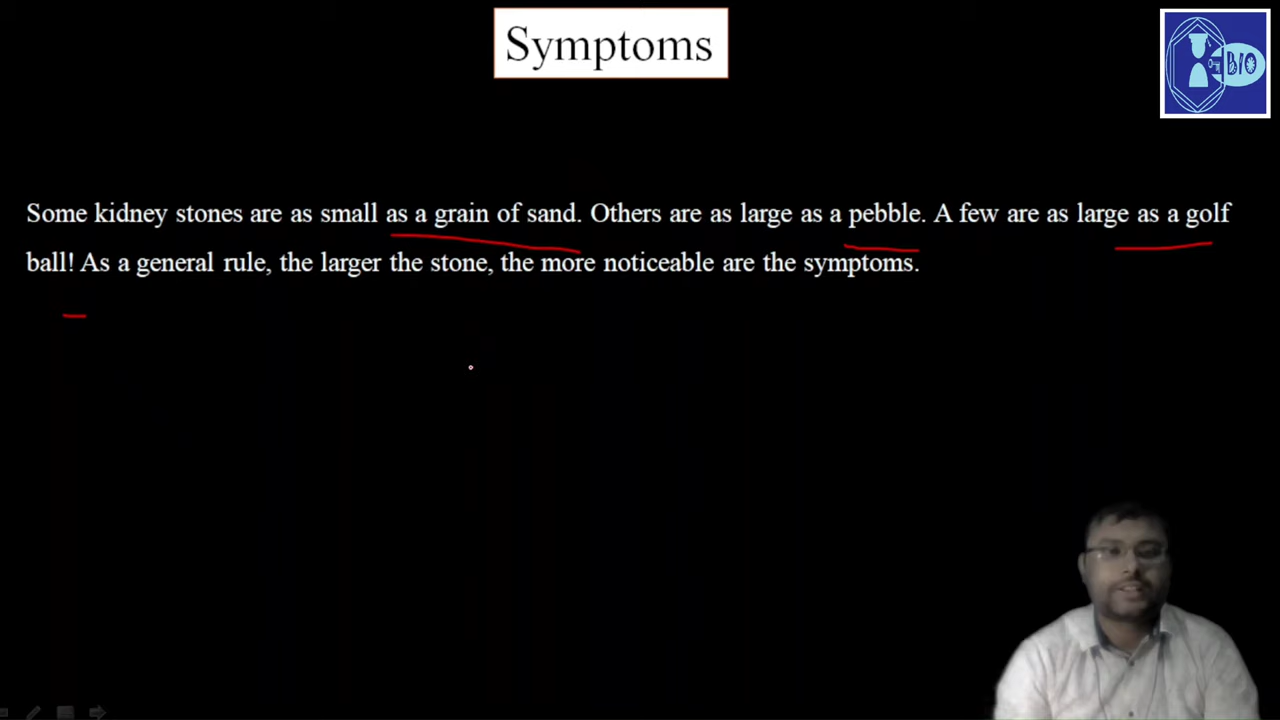 Symptoms
BIO
Some kidney stones are as small as a grain of sand. Others are as large as a pebble. A few are as large as a golf
ball! As a general rule, the larger the stone, the more noticeable are the symptoms.